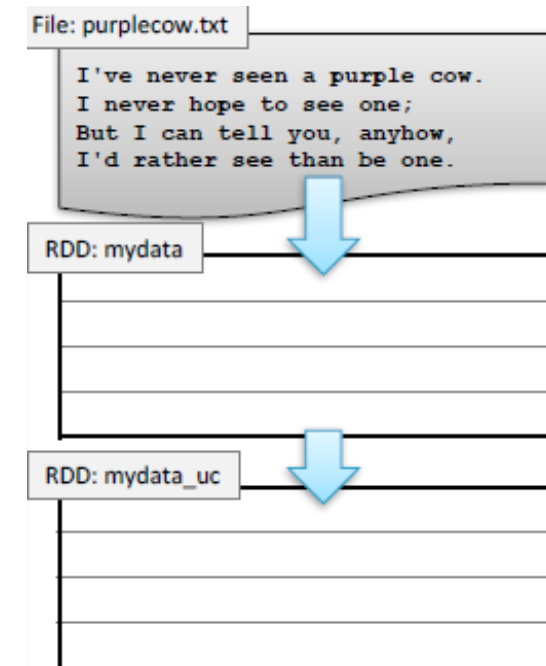 File: purplecow.txt
I've never seen a purple cow.
I never hope to see one;
But I can tell you, anyhow,
I'd rather see than be one.
RDD: mydata
RDD: mydata_uc